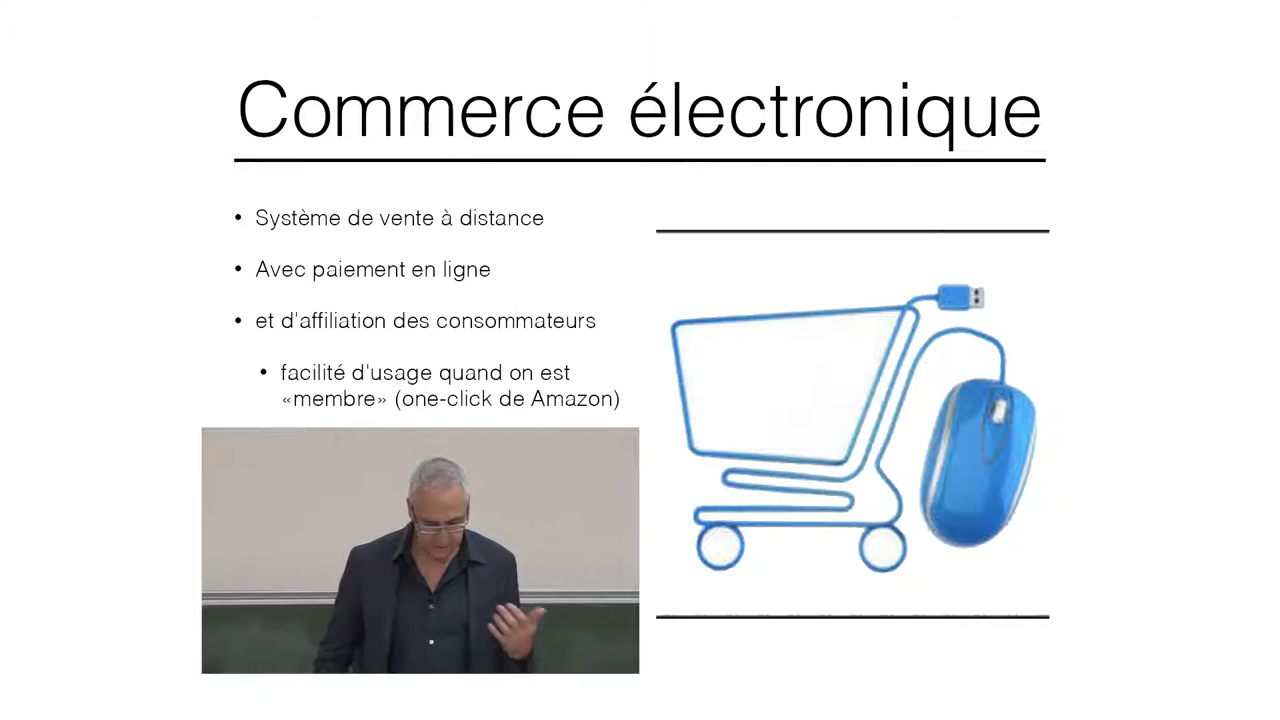 Commerce électronique
• Système de vente à distance
• Avec paiement en ligne
• et d'affiliation des consommateurs
• facilité d'usage quand on est
«membre» (one-click de Amazon)